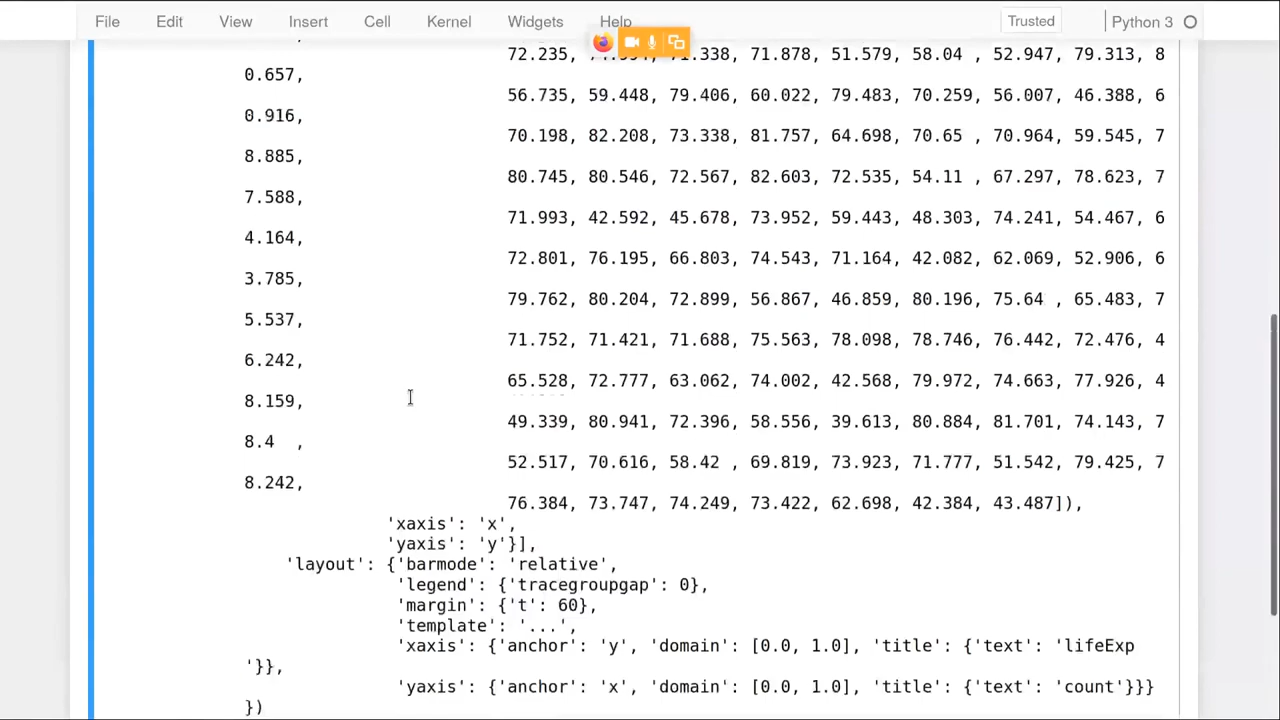 File Edit View Insert Cell Kernel Widgets Help Trusted Python 3
72.235, 74.994, 71.338, 71.878, 51.579, 58.04 , 52.947, 79.313, 8
0.657,
56.735, 59.448, 79.406, 60.022, 79.483, 70.259, 56.007, 46.388, 6
0.916,
70.198, 82.208, 73.338, 81.757, 64.698, 70.65 , 70.964, 59.545, 7
8.885,
80.745, 80.546, 72.567, 82.603, 72.535, 54.11 , 67.297, 78.623, 7
7.588,
71.993, 42.592, 45.678, 73.952, 59.443, 48.303, 74.241, 54.467, 6
4.164,
72.801, 76.195, 66.803, 74.543, 71.164, 42.082, 62.069, 52.906, 6
3.785,
79.762, 80.204, 72.899, 56.867, 46.859, 80.196, 75.64 , 65.483, 7
5.537,
71.752, 71.421, 71.688, 75.563, 78.098, 78.746, 76.442, 72.476, 4
6.242,
65.528, 72.777, 63.062, 74.002, 42.568, 79.972, 74.663, 77.926, 4
8.159,
49.339, 80.941, 72.396, 58.556, 39.613, 80.884, 81.701, 74.143, 7
8.4 ,
52.517, 70.616, 58.42 , 69.819, 73.923, 71.777, 51.542, 79.425, 7
8.242,
76.384, 73.747, 74.249, 73.422, 62.698, 42.384, 43.487]),
'xaxis': 'x',
'yaxis': 'y'}],
'layout': {'barmode': 'relative',
'legend': {'tracegroupgap': 0},
'margin': {'t': 60},
'template': '...',
'xaxis': {'anchor': 'y', 'domain': [0.0, 1.0], 'title': {'text': 'lifeExp
'}},
'yaxis': {'anchor': 'x', 'domain': [0.0, 1.0], 'title': {'text': 'count'}}}
})